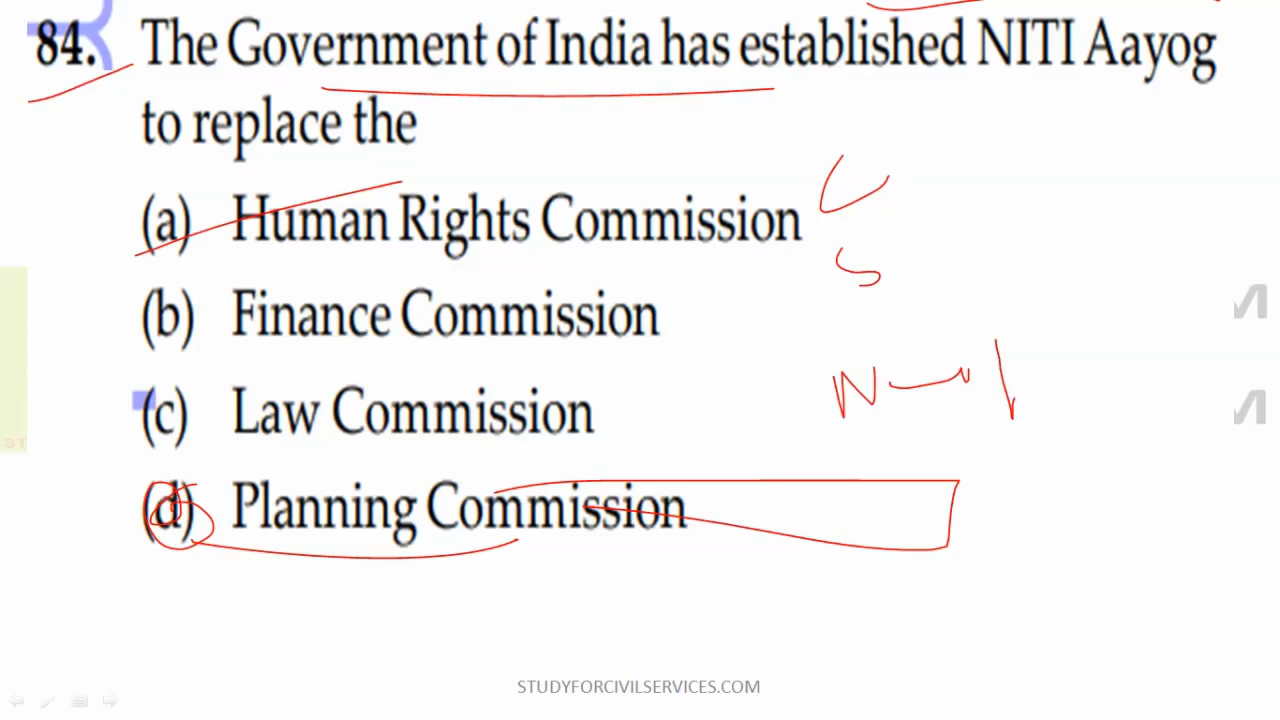 84. The Government of India has established NITI Aayog
to replace the
(a) Human Rights Commission
(b) Finance Commission
(c) Law Commission
(d) Planning Commission
STUDYFORCIVILSERVICES.COM